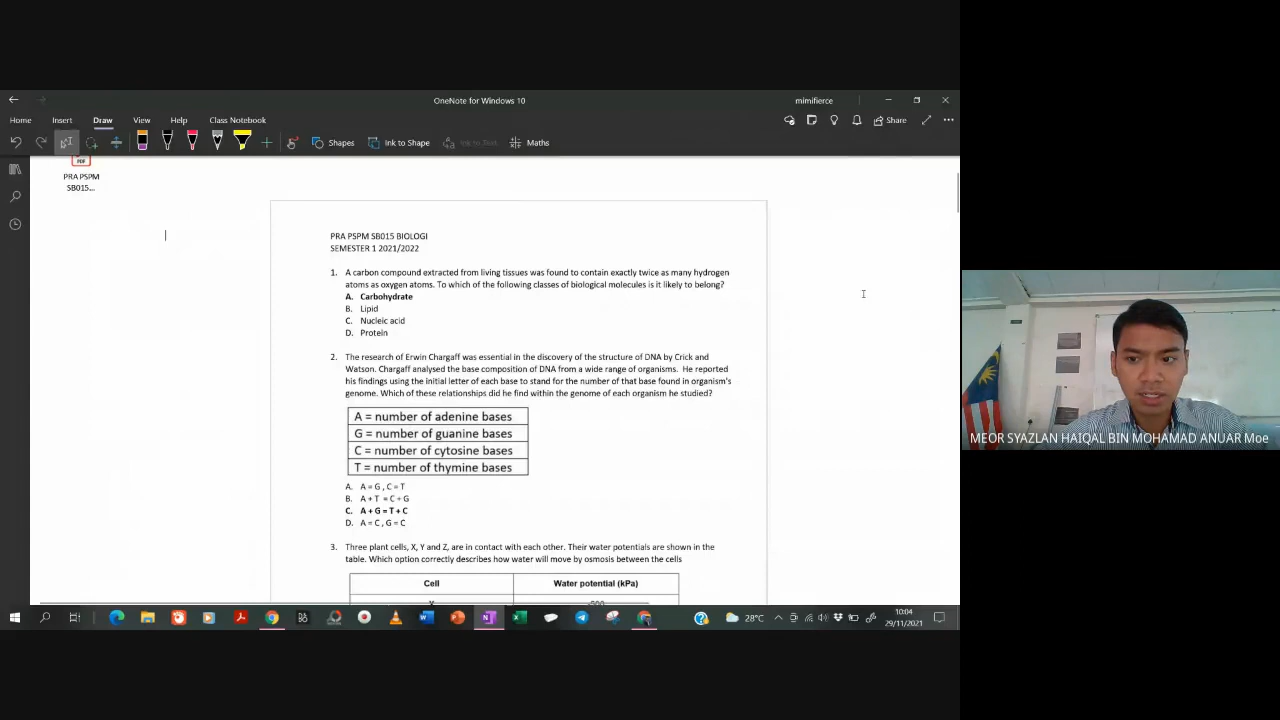 OneNote for Windows 10
mimifierce
Home
Insert
Draw
View
Help
Class Notebook
Share
Shapes
Ink to Shape
Ink to Text
Maths
PDF
PRA PSPM
SB015...
PRA PSPM SB015 BIOLOGI
SEMESTER 1 2021/2022
1. A carbon compound extracted from living tissues was found to contain exactly twice as many hydrogen
atoms as oxygen atoms. To which of the following classes of biological molecules is it likely to belong?
A. Carbohydrate
B. Lipid
C. Nucleic acid
D. Protein
2. The research of Erwin Chargaff was essential in the discovery of the structure of DNA by Crick and
Watson. Chargaff analysed the base composition of DNA from a wide range of organisms. He reported
his findings using the initial letter of each base to stand for the number of that base found in organism's
genome. Which of these relationships did he find within the genome of each organism he studied?
A = number of adenine bases
G = number of guanine bases
C = number of cytosine bases
T = number of thymine bases
A. A = G , C = T
B. A + T = C + G
C. A + G = T + C
D. A = C , G = C
3. Three plant cells, X, Y and Z, are in contact with each other. Their water potentials are shown in the
table. Which option correctly describes how water will move by osmosis between the cells
Cell Water potential (kPa)
MEOR SYAZLAN HAIQAL BIN MOHAMAD ANUAR Moe
28°C
10:04
29/11/2021